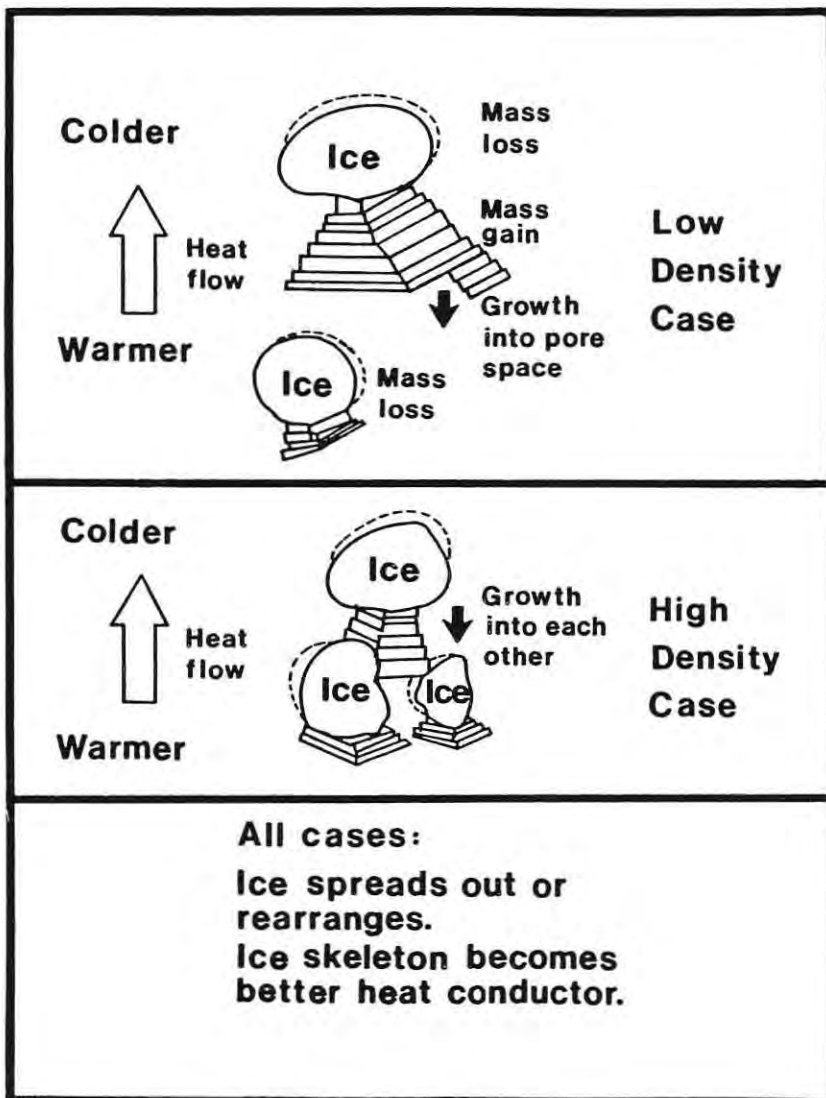 Colder
Ice
Mass
loss
Mass
gain
Heat
flow
Low
Density
Case
Growth
into pore
space
Warmer
Ice
Mass
loss
Colder
Ice
Growth
into each
other
Heat
flow
High
Density
Case
Ice
Ice
Warmer
All cases:
Ice spreads out or
rearranges.
Ice skeleton becomes
better heat conductor.